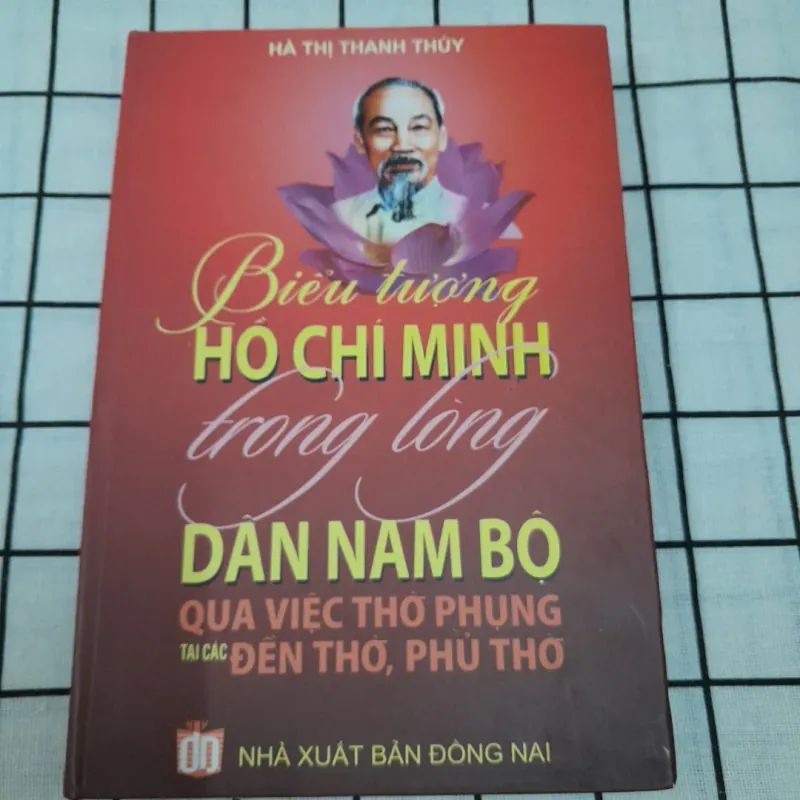 HÀ THỊ THANH THỦY
Biểu tượng
HỒ CHÍ MINH
trong lòng
DÂN NAM BỘ
QUA VIỆC THỜ PHỤNG
TẠI CÁC ĐỀN THỜ, PHỦ THỜ
NHÀ XUẤT BẢN ĐỒNG NAI